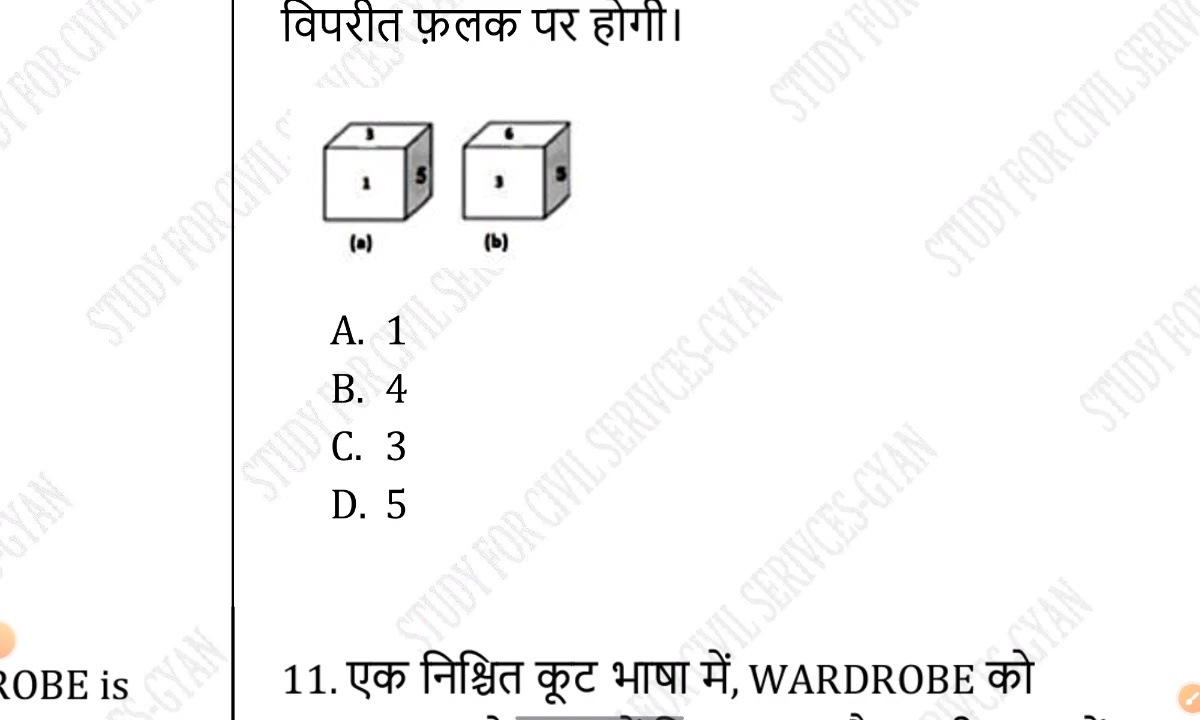 विपरीत फ़लक पर होगी।
3
1
5
(a)
6
3
5
(b)
A. 1
B. 4
C. 3
D. 5
ROBE is
11. एक निश्चित कूट भाषा में, WARDROBE को
STUDY FOR CIVIL SERIVCES-GYAN